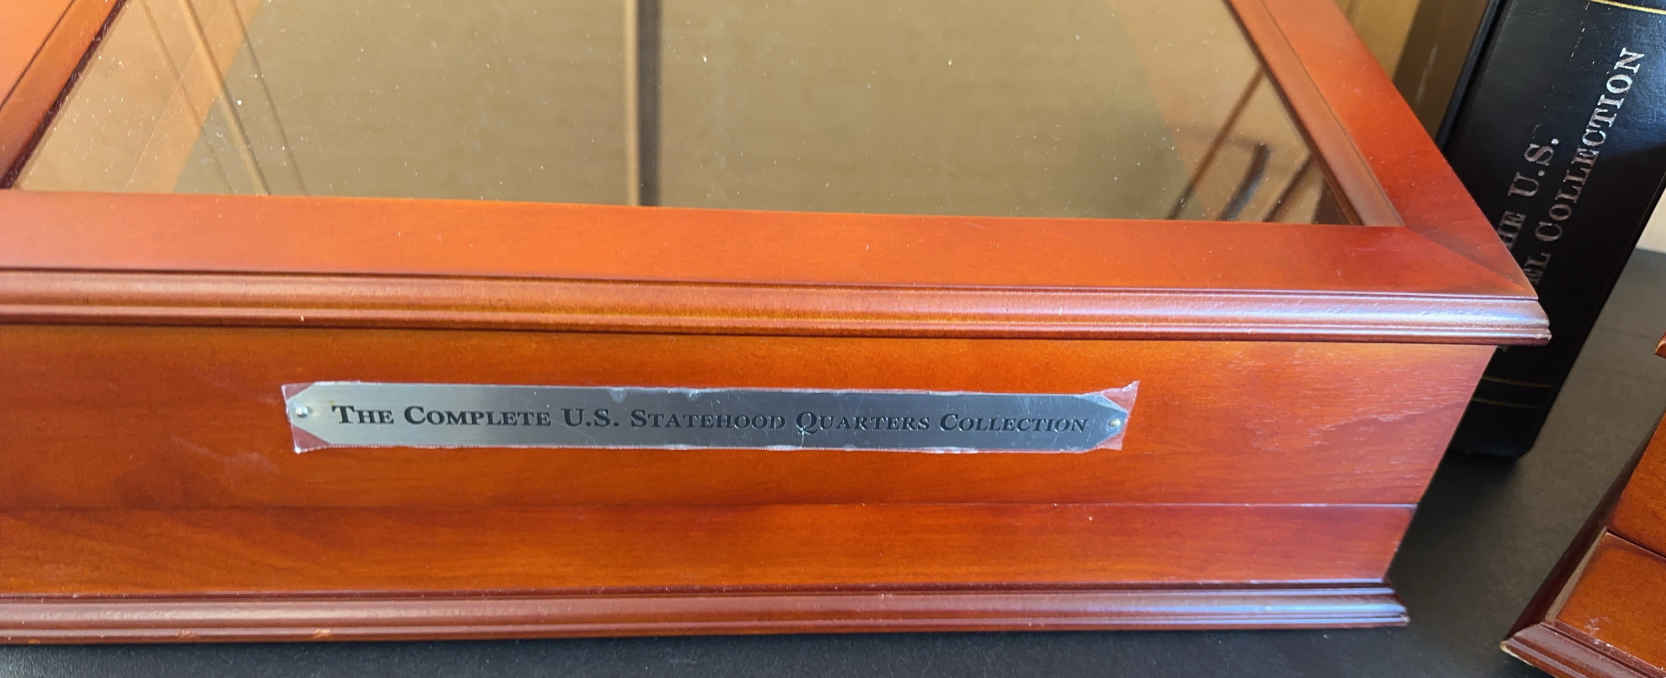 THE COMPLETE U.S. STATEHOOD QUARTERS COLLECTION
U.S.
COLLECTION